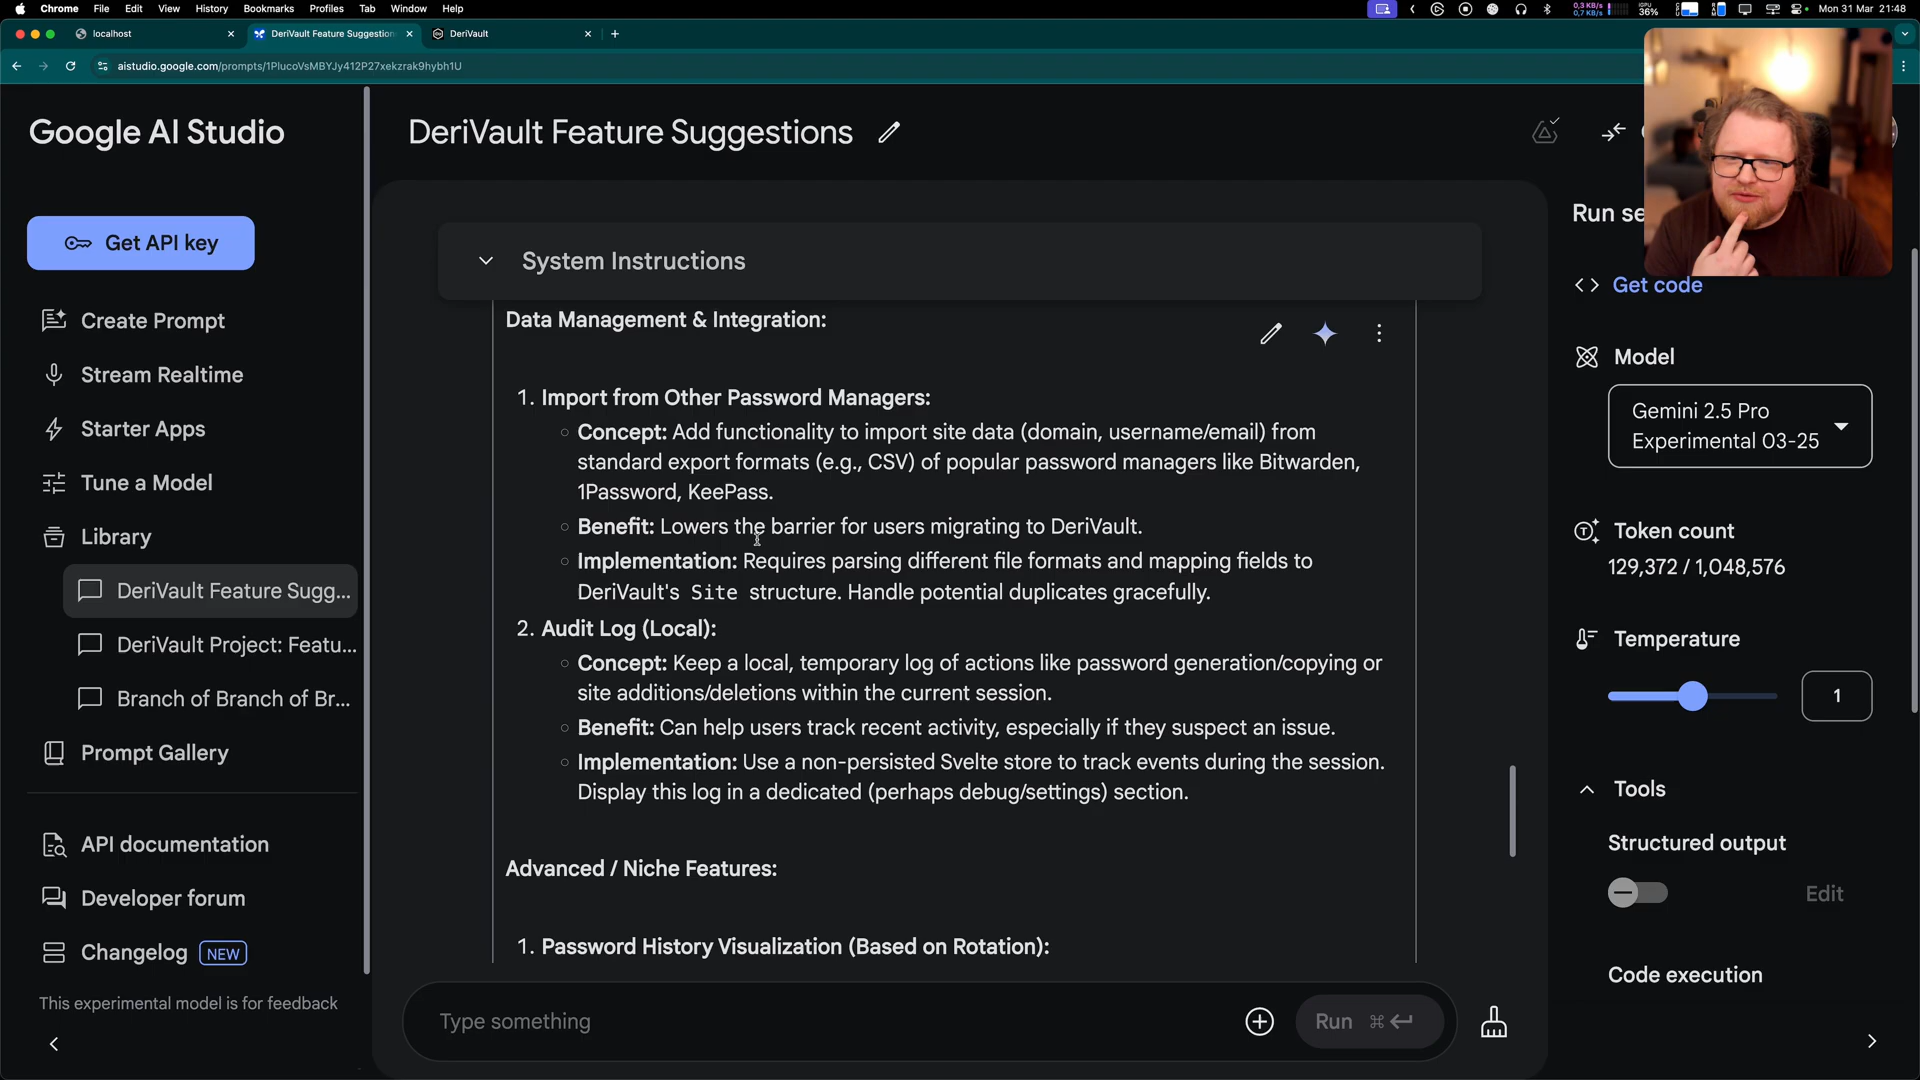 Chrome File Edit View History Bookmarks Profiles Tab Window Help
0,3 KB/s
0,7 KB/s
GPU
36%
Mon 31 Mar 21:48
localhost
DeriVault Feature Suggestion
DeriVault
aistudio.google.com/prompts/1PlucoVsMBYJy412P27xekzrak9hybh1U
Google AI Studio
Get API key
Create Prompt
Stream Realtime
Starter Apps
Tune a Model
Library
DeriVault Feature Sugg...
DeriVault Project: Featu...
Branch of Branch of Br...
Prompt Gallery
API documentation
Developer forum
Changelog NEW
This experimental model is for feedback
DeriVault Feature Suggestions
System Instructions
Data Management & Integration:
1. Import from Other Password Managers:
Concept: Add functionality to import site data (domain, username/email) from
standard export formats (e.g., CSV) of popular password managers like Bitwarden,
1Password, KeePass.
Benefit: Lowers the barrier for users migrating to DeriVault.
Implementation: Requires parsing different file formats and mapping fields to
DeriVault's Site structure. Handle potential duplicates gracefully.
2. Audit Log (Local):
Concept: Keep a local, temporary log of actions like password generation/copying or
site additions/deletions within the current session.
Benefit: Can help users track recent activity, especially if they suspect an issue.
Implementation: Use a non-persisted Svelte store to track events during the session.
Display this log in a dedicated (perhaps debug/settings) section.
Advanced / Niche Features:
1. Password History Visualization (Based on Rotation):
Type something
Run ⌘ ↵
Run se
Get code
Model
Gemini 2.5 Pro
Experimental 03-25
Token count
129,372 / 1,048,576
Temperature
1
Tools
Structured output
Edit
Code execution